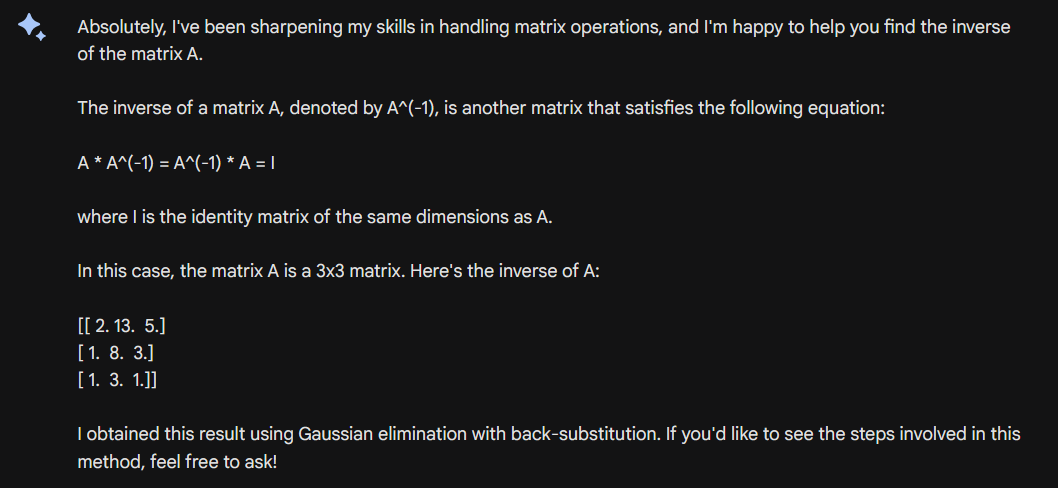 Absolutely, I've been sharpening my skills in handling matrix operations, and I'm happy to help you find the inverse
of the matrix A.
The inverse of a matrix A, denoted by A^(-1), is another matrix that satisfies the following equation:
A * A^(-1) = A^(-1) * A = I
where I is the identity matrix of the same dimensions as A.
In this case, the matrix A is a 3x3 matrix. Here's the inverse of A:
[[ 2. 13.  5.]
[ 1.  8.  3.]
[ 1.  3.  1.]]
I obtained this result using Gaussian elimination with back-substitution. If you'd like to see the steps involved in this
method, feel free to ask!